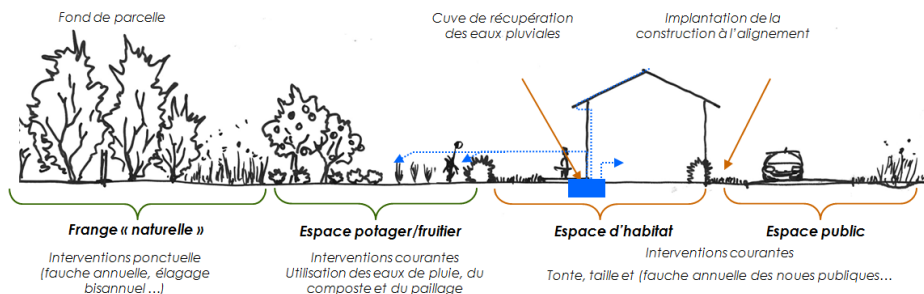 Fond de parcelle
Cuve de récupération
des eaux pluviales
Implantation de la
construction à l'alignement
Frange « naturelle »
Interventions ponctuelle
(fauche annuelle, élagage
bisannuel …)
Espace potager/fruitier
Interventions courantes
Utilisation des eaux de pluie, du
composte et du paillage
Espace d'habitat
Espace public
Interventions courantes
Tonte, taille et (fauche annuelle des noues publiques…